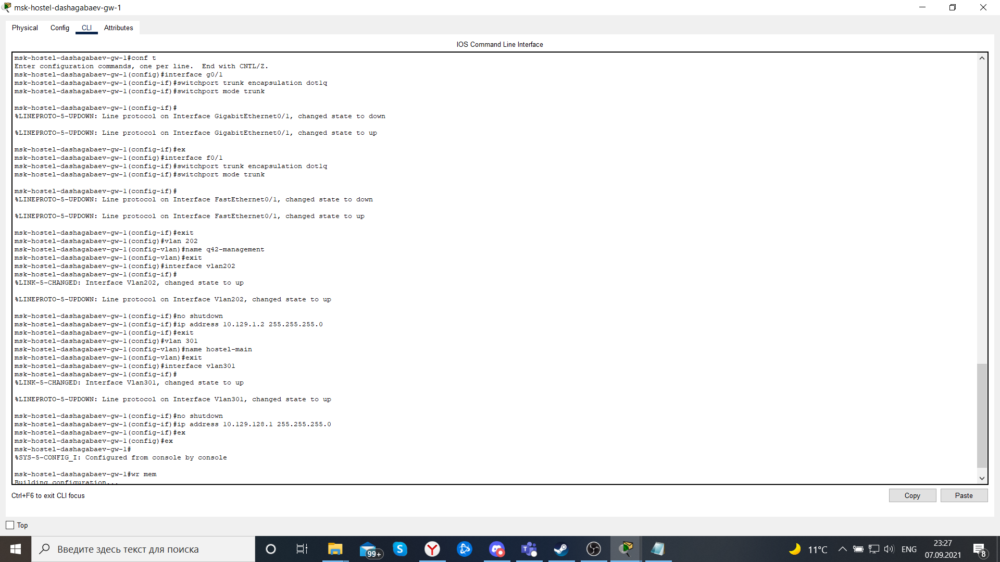 msk-hostel-dashagabaev-gw-1
Physical Config CLI Attributes
IOS Command Line Interface
msk-hostel-dashagabaev-gw-1#conf t
Enter configuration commands, one per line.  End with CNTL/Z.
msk-hostel-dashagabaev-gw-1(config)#interface g0/1
msk-hostel-dashagabaev-gw-1(config-if)#switchport trunk encapsulation dot1q
msk-hostel-dashagabaev-gw-1(config-if)#switchport mode trunk
msk-hostel-dashagabaev-gw-1(config-if)#
%LINEPROTO-5-UPDOWN: Line protocol on Interface GigabitEthernet0/1, changed state to down
%LINEPROTO-5-UPDOWN: Line protocol on Interface GigabitEthernet0/1, changed state to up
msk-hostel-dashagabaev-gw-1(config-if)#ex
msk-hostel-dashagabaev-gw-1(config)#interface f0/1
msk-hostel-dashagabaev-gw-1(config-if)#switchport trunk encapsulation dot1q
msk-hostel-dashagabaev-gw-1(config-if)#switchport mode trunk
msk-hostel-dashagabaev-gw-1(config-if)#
%LINEPROTO-5-UPDOWN: Line protocol on Interface FastEthernet0/1, changed state to down
%LINEPROTO-5-UPDOWN: Line protocol on Interface FastEthernet0/1, changed state to up
msk-hostel-dashagabaev-gw-1(config-if)#exit
msk-hostel-dashagabaev-gw-1(config)#vlan 202
msk-hostel-dashagabaev-gw-1(config-vlan)#name q42-management
msk-hostel-dashagabaev-gw-1(config-vlan)#exit
msk-hostel-dashagabaev-gw-1(config)#interface vlan202
msk-hostel-dashagabaev-gw-1(config-if)#
%LINK-5-CHANGED: Interface Vlan202, changed state to up
%LINEPROTO-5-UPDOWN: Line protocol on Interface Vlan202, changed state to up
msk-hostel-dashagabaev-gw-1(config-if)#no shutdown
msk-hostel-dashagabaev-gw-1(config-if)#ip address 10.129.1.2 255.255.255.0
msk-hostel-dashagabaev-gw-1(config-if)#exit
msk-hostel-dashagabaev-gw-1(config)#vlan 301
msk-hostel-dashagabaev-gw-1(config-vlan)#name hostel-main
msk-hostel-dashagabaev-gw-1(config-vlan)#exit
msk-hostel-dashagabaev-gw-1(config)#interface vlan301
msk-hostel-dashagabaev-gw-1(config-if)#
%LINK-5-CHANGED: Interface Vlan301, changed state to up
%LINEPROTO-5-UPDOWN: Line protocol on Interface Vlan301, changed state to up
msk-hostel-dashagabaev-gw-1(config-if)#no shutdown
msk-hostel-dashagabaev-gw-1(config-if)#ip address 10.129.128.1 255.255.255.0
msk-hostel-dashagabaev-gw-1(config-if)#ex
msk-hostel-dashagabaev-gw-1(config)#ex
msk-hostel-dashagabaev-gw-1#
%SYS-5-CONFIG_I: Configured from console by console
msk-hostel-dashagabaev-gw-1#wr mem
Building configuration...
Ctrl+F6 to exit CLI focus
Copy Paste
Top
Введите здесь текст для поиска
99+
11°C
ENG
23:27
07.09.2021
8